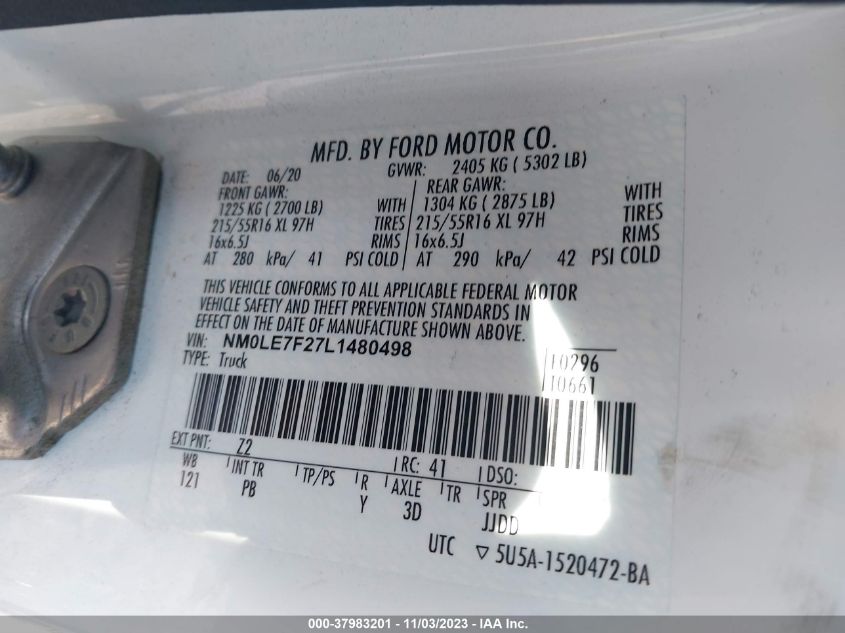 MFD. BY FORD MOTOR CO.
DATE: 06/20 GVWR: 2405 KG ( 5302 LB)
FRONT GAWR: REAR GAWR:
1225 KG ( 2700 LB) WITH 1304 KG ( 2875 LB) WITH
215/55R16 XL 97H TIRES 215/55R16 XL 97H TIRES
16x6.5J RIMS 16x6.5J RIMS
AT 280 kPa/ 41 PSI COLD AT 290 kPa/ 42 PSI COLD
THIS VEHICLE CONFORMS TO ALL APPLICABLE FEDERAL MOTOR
VEHICLE SAFETY AND THEFT PREVENTION STANDARDS IN
EFFECT ON THE DATE OF MANUFACTURE SHOWN ABOVE.
VIN: NM0LE7F27L1480498
TYPE: Truck
10296
10661
EXT PNT: Z2 RC: 41 DSO:
WB INT TR TP/PS R AXLE TR SPR
121 PB Y 3D JJDD
UTC ▽ 5U5A-1520472-BA
000-37983201 - 11/03/2023 - IAA Inc.